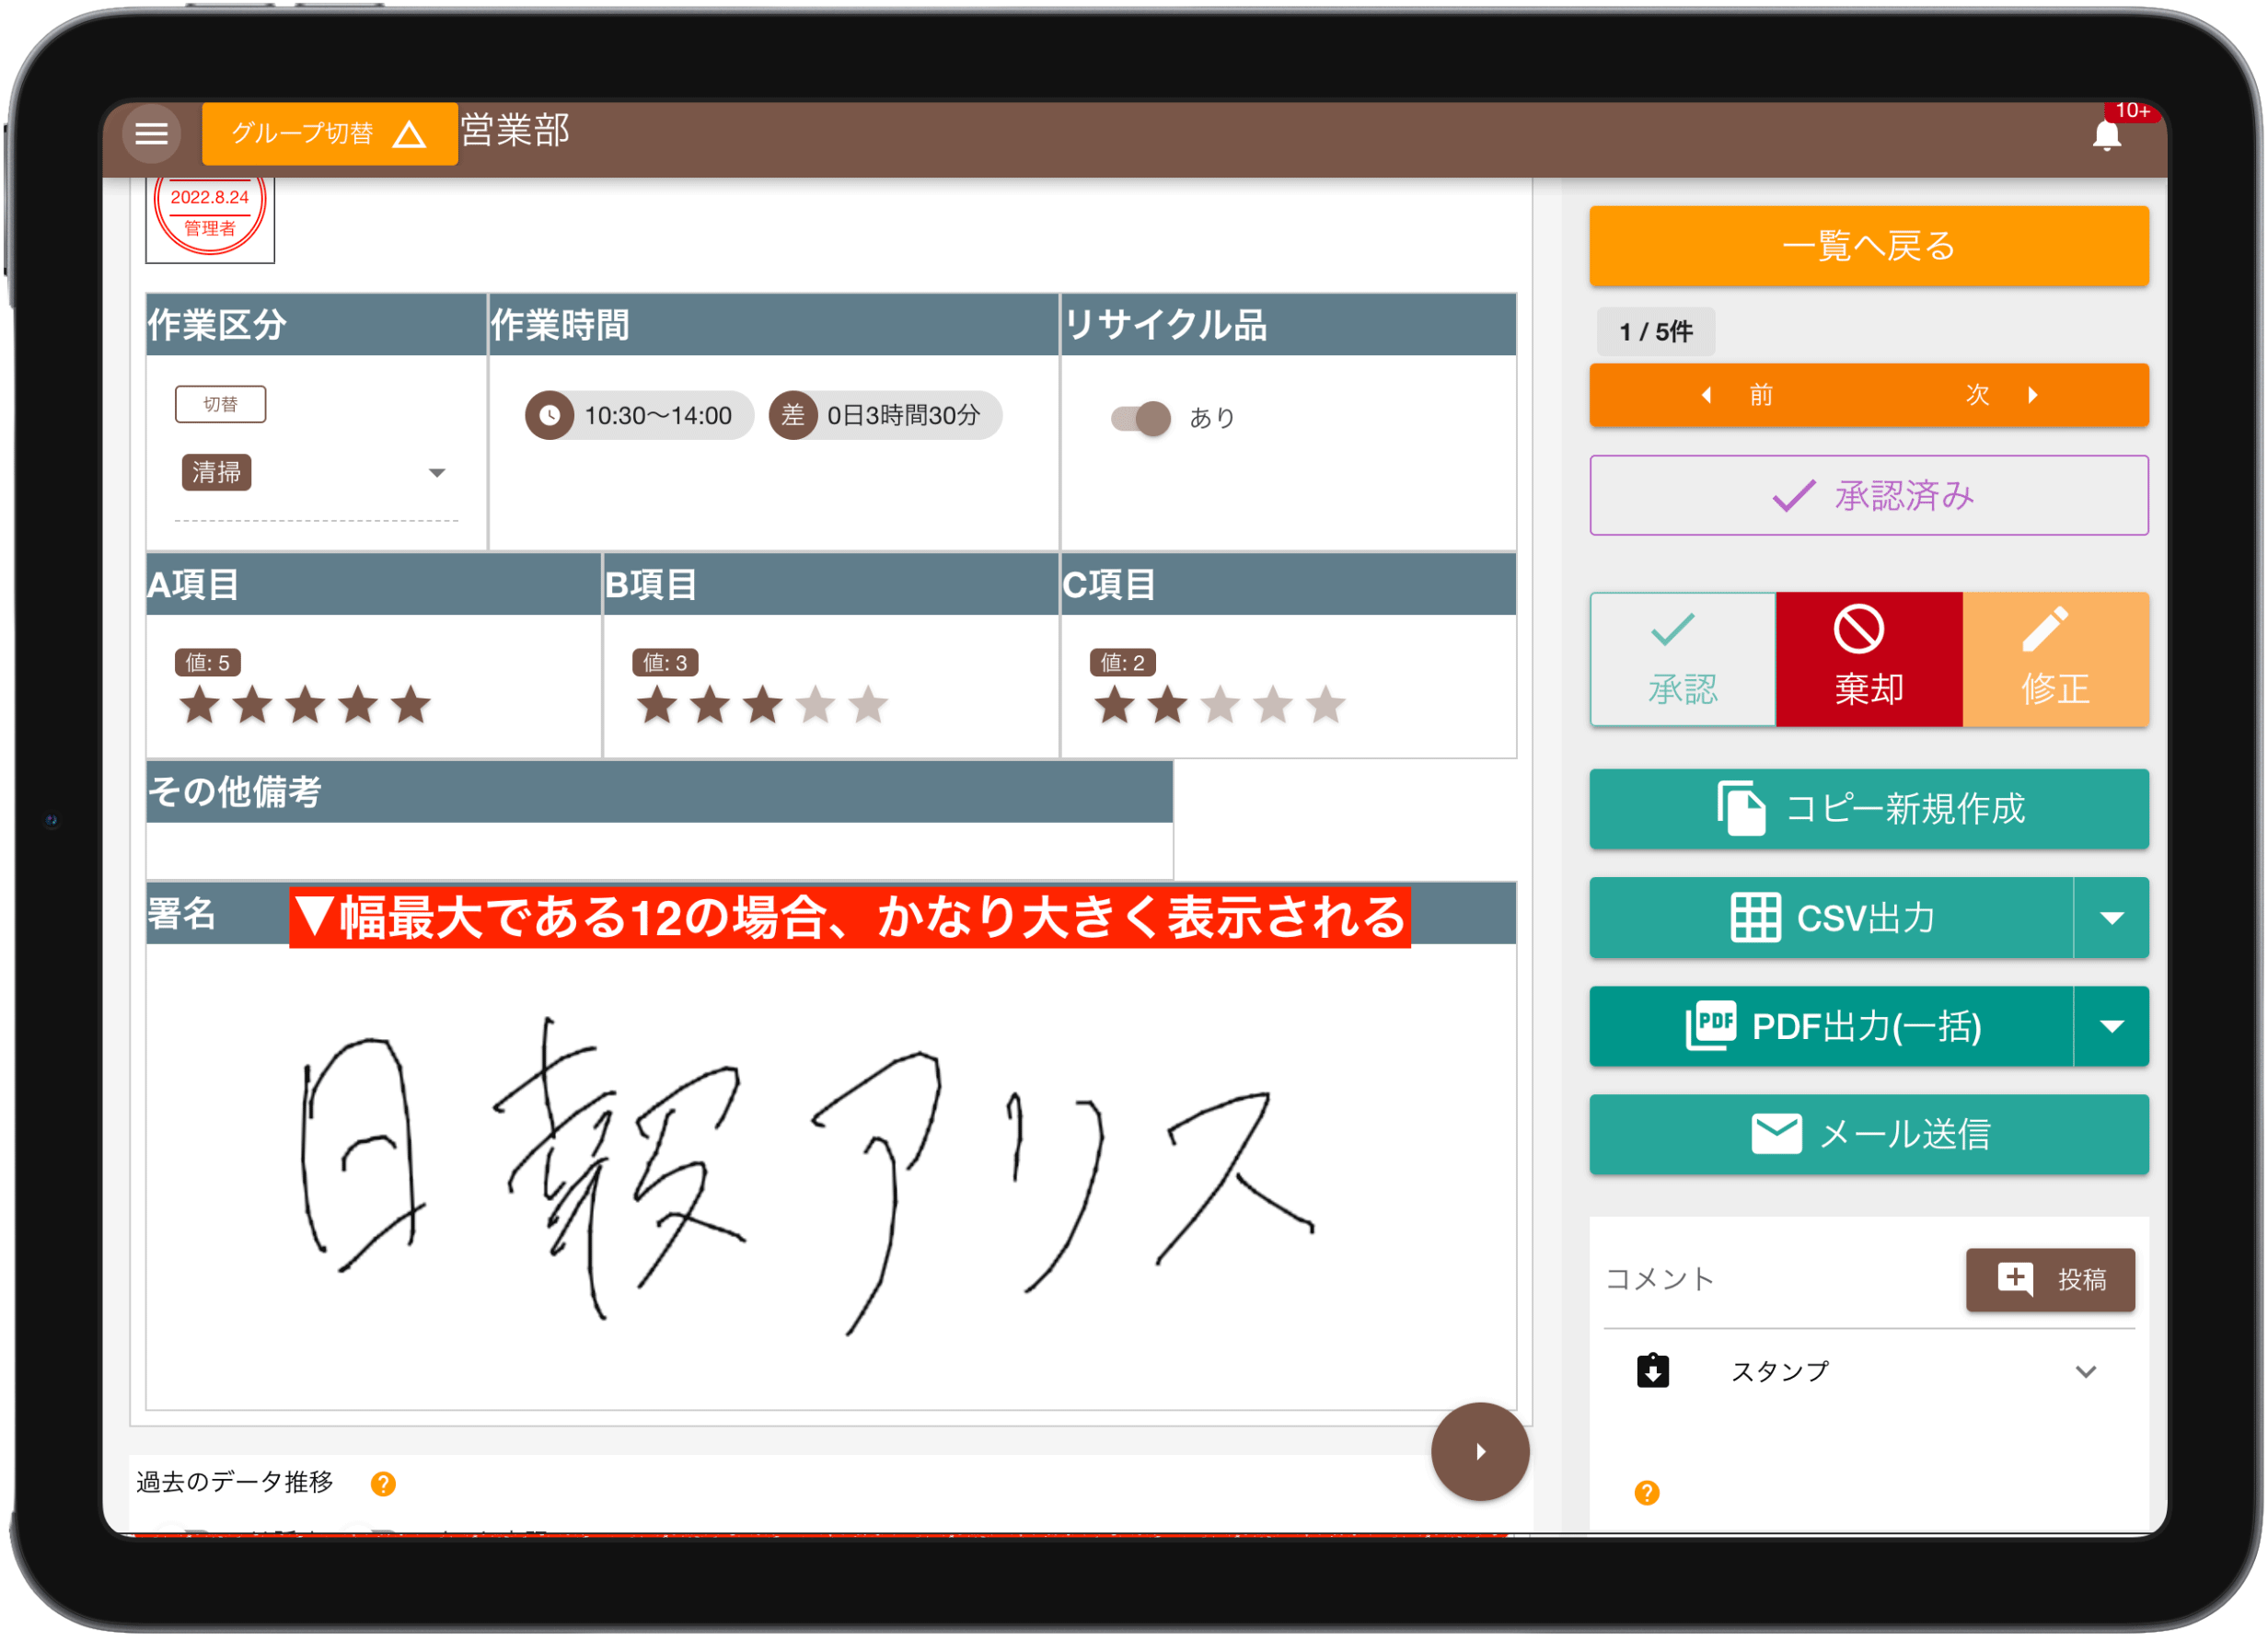 グループ切替 営業部 10+
2022.8.24
管理者
作業区分 作業時間 リサイクル品
切替
10:30〜14:00 差 0日3時間30分 あり
清掃
A項目 B項目 C項目
値: 5 値: 3 値: 2
その他備考
署名 ▼幅最大である12の場合、かなり大きく表示される
日報アリス
過去のデータ推移 ?
一覧へ戻る
1 / 5件
前 次
承認済み
承認 棄却 修正
コピー新規作成
CSV出力
PDF PDF出力(一括)
メール送信
コメント 投稿
スタンプ
?